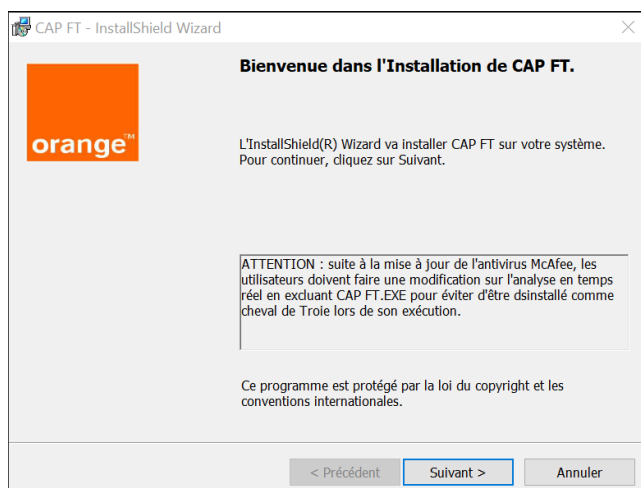 CAP FT - InstallShield Wizard
orange™
Bienvenue dans l'Installation de CAP FT.
L'InstallShield(R) Wizard va installer CAP FT sur votre système.
Pour continuer, cliquez sur Suivant.
ATTENTION : suite à la mise à jour de l'antivirus McAfee, les
utilisateurs doivent faire une modification sur l'analyse en temps
réel en excluant CAP FT.EXE pour éviter d'être dsinstallé comme
cheval de Troie lors de son exécution.
Ce programme est protégé par la loi du copyright et les
conventions internationales.
< Précédent
Suivant >
Annuler